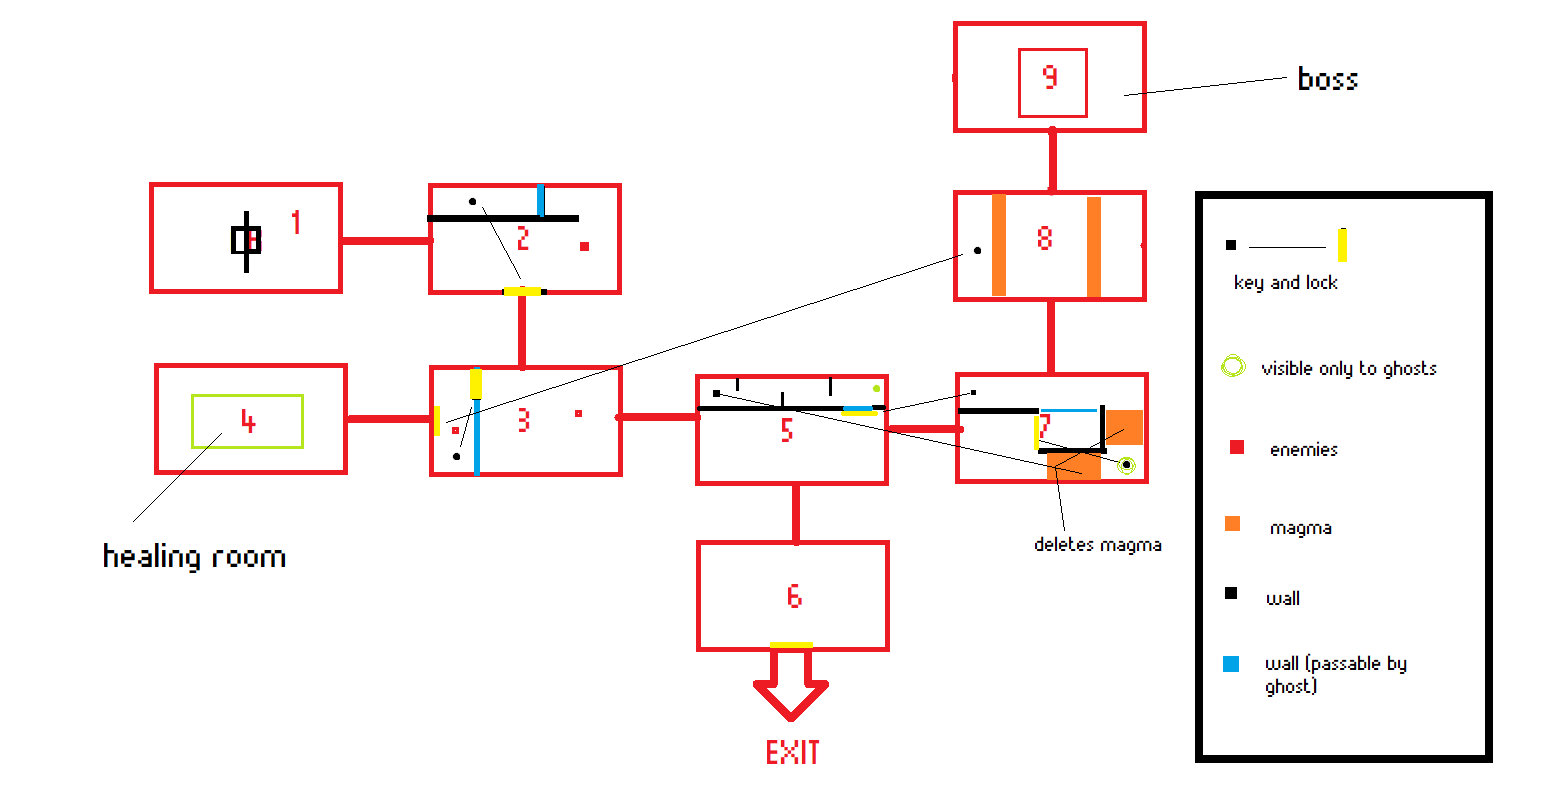 9
boss
1
2
8
key and lock
visible only to ghosts
4
3
5
7
enemies
magma
healing room
deletes magma
6
wall
wall (passable by
ghost)
EXIT